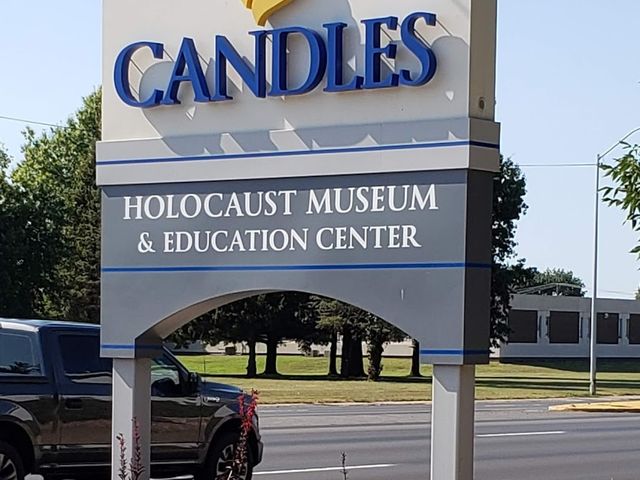 CANDLES
HOLOCAUST MUSEUM
& EDUCATION CENTER